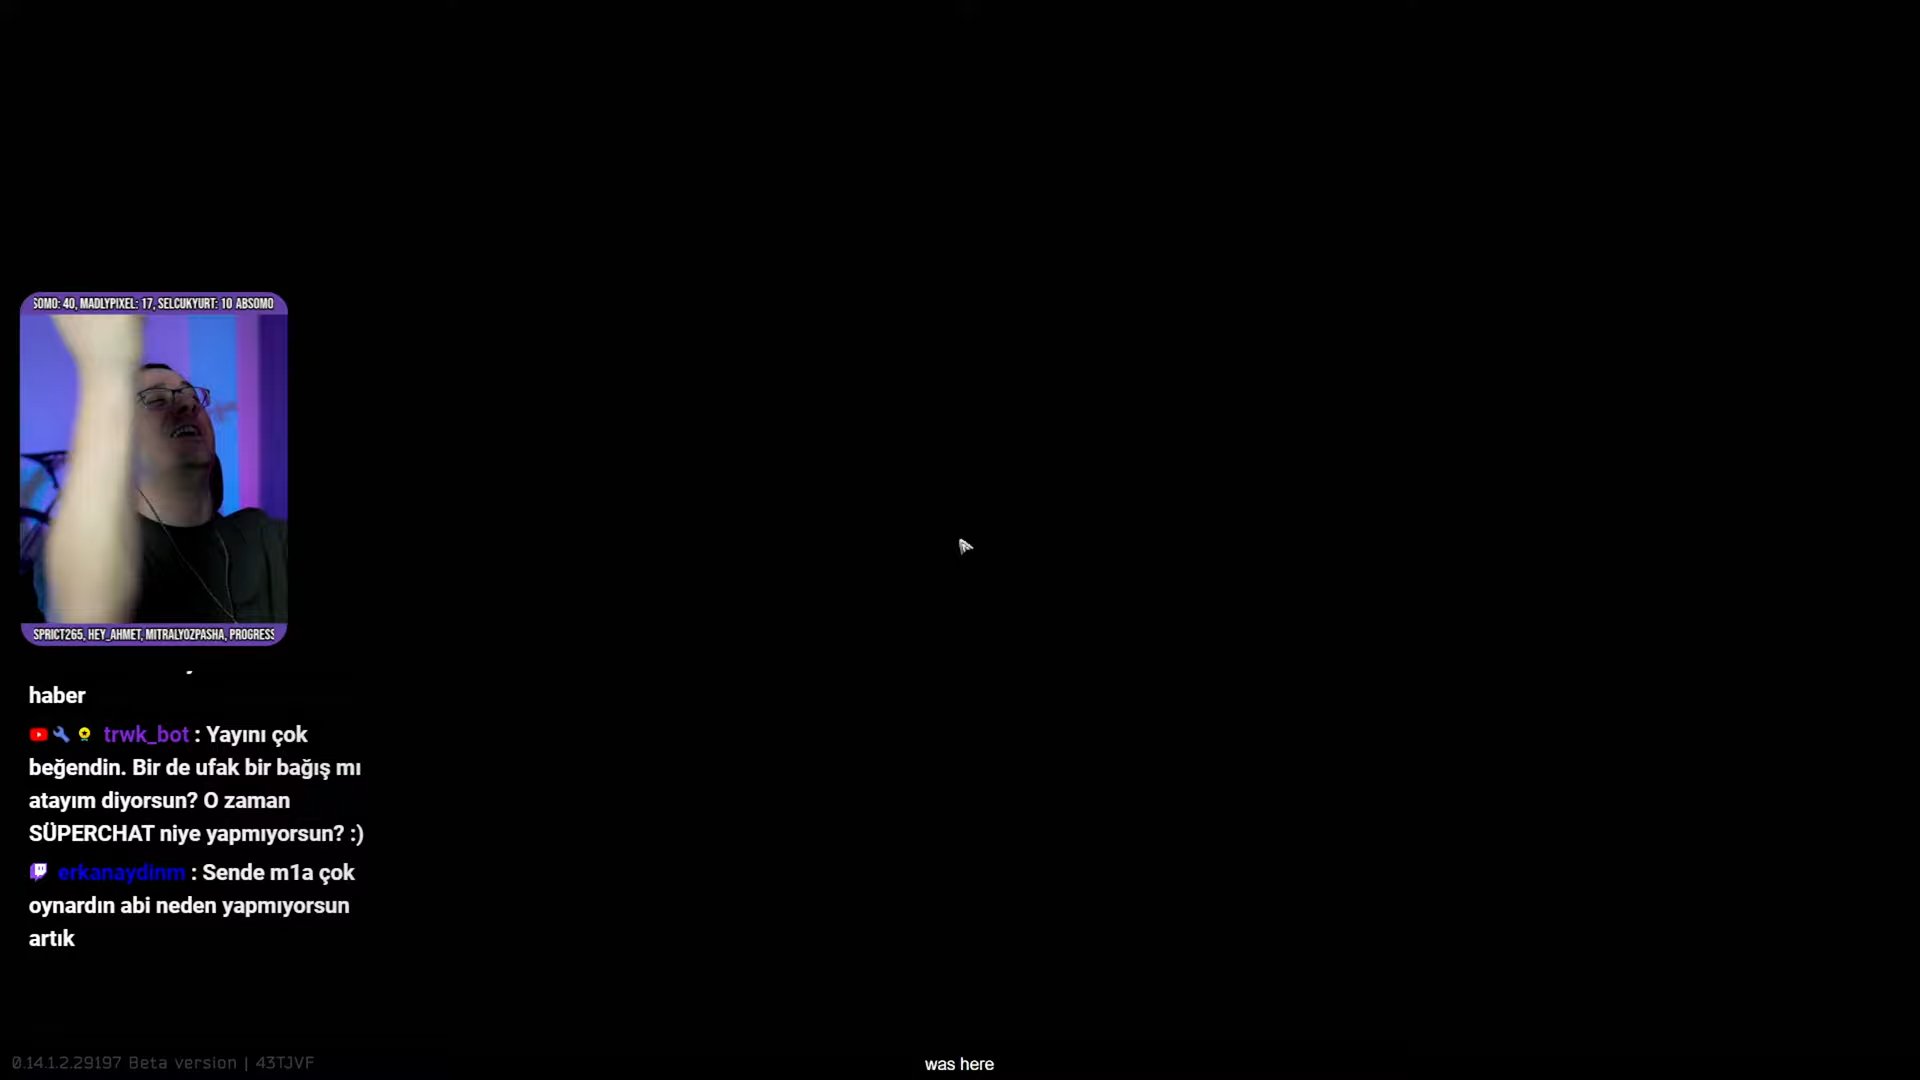 SOMO: 40, MADLYPIXEL: 17, SELCUKYURT: 10 ABSOMO
SPRICT265, HEY_AHMET, MITRALYOZPASHA, PROGRESS
haber
trwk_bot : Yayını çok
beğendin. Bir de ufak bir bağış mı
atayım diyorsun? O zaman
SÜPERCHAT niye yapmıyorsun? :)
erkanaydinm : Sende m1a çok
oynardın abi neden yapmıyorsun
artık
0.14.1.2.29197 Beta version | 43TJVF
was here